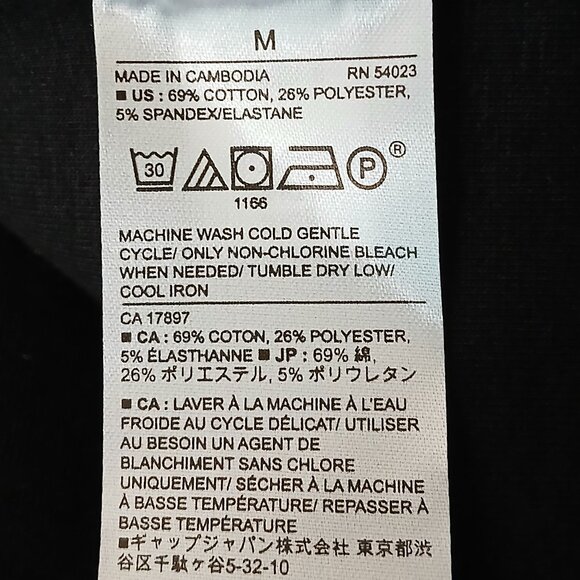 M
MADE IN CAMBODIA RN 54023
■ US : 69% COTTON, 26% POLYESTER,
5% SPANDEX/ELASTANE
30 P ®
1166
MACHINE WASH COLD GENTLE
CYCLE/ ONLY NON-CHLORINE BLEACH
WHEN NEEDED/ TUMBLE DRY LOW/
COOL IRON
CA 17897
■ CA : 69% COTON, 26% POLYESTER,
5% ÉLASTHANNE ■ JP : 69% 綿,
26% ポリエステル, 5% ポリウレタン
■ CA : LAVER À LA MACHINE À L'EAU
FROIDE AU CYCLE DÉLICAT/ UTILISER
AU BESOIN UN AGENT DE
BLANCHIMENT SANS CHLORE
UNIQUEMENT/ SÉCHER À LA MACHINE
À BASSE TEMPÉRATURE/ REPASSER À
BASSE TEMPÉRATURE
■ギャップジャパン株式会社 東京都渋
谷区千駄ヶ谷5-32-10